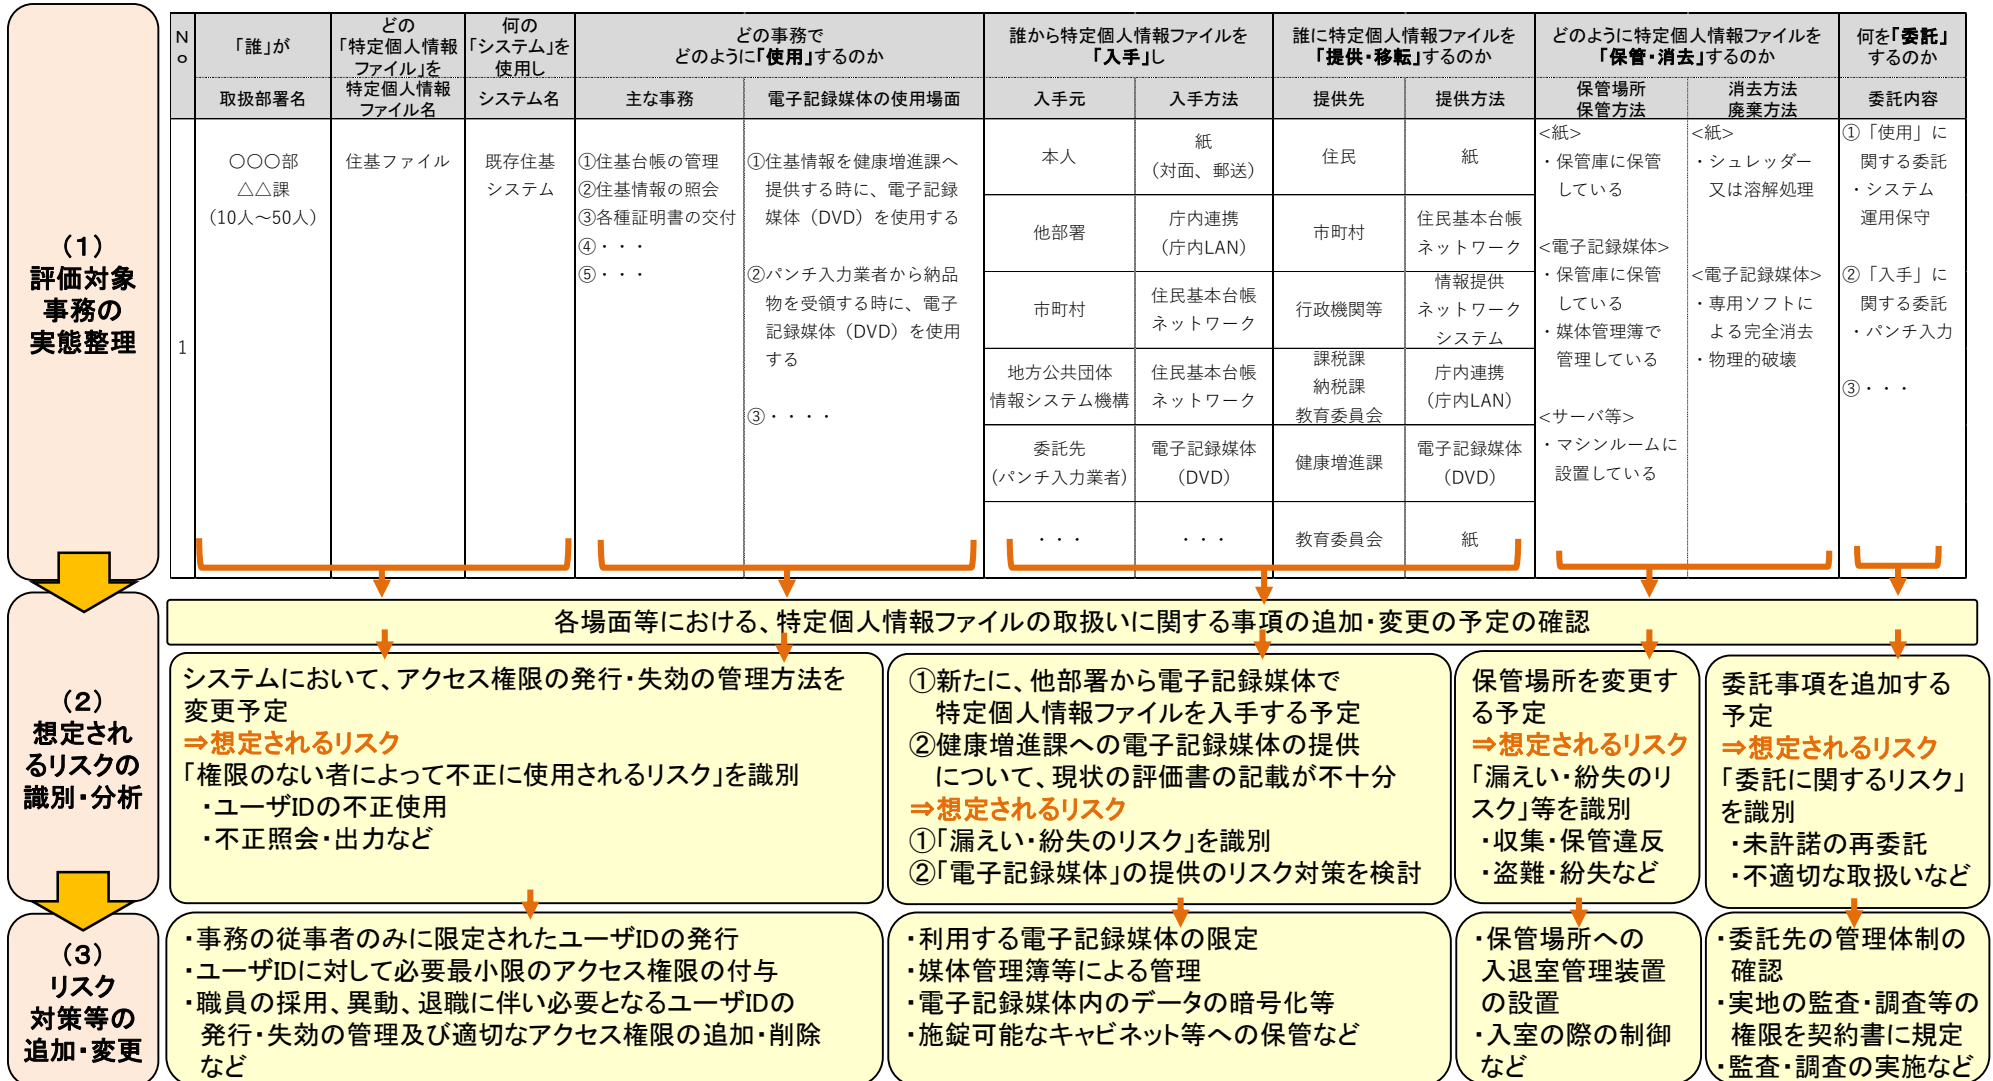 （１）
評価対象
事務の
実態整理
No
「誰」が
どの
「特定個人情報
ファイル」を
何の
「システム」を
使用し
どの事務で
どのように「使用」するのか
誰から特定個人情報ファイルを
「入手」し
誰に特定個人情報ファイルを
「提供・移転」するのか
どのように特定個人情報ファイルを
「保管・消去」するのか
何を「委託」
するのか
取扱部署名
特定個人情報
ファイル名
システム名
主な事務
電子記録媒体の使用場面
入手元
入手方法
提供先
提供方法
保管場所
保管方法
消去方法
廃棄方法
委託内容
1
〇〇〇部
△△課
（10人～50人）
住基ファイル
既存住基
システム
①住基台帳の管理
②住基情報の照会
③各種証明書の交付
④・・・
⑤・・・
①住基情報を健康増進課へ
提供する時に、電子記録
媒体（DVD）を使用する
②パンチ入力業者から納品
物を受領する時に、電子
記録媒体（DVD）を使用
する
③・・・・
本人
紙
（対面、郵送）
他部署
庁内連携
（庁内LAN）
市町村
住民基本台帳
ネットワーク
地方公共団体
情報システム機構
住民基本台帳
ネットワーク
委託先
（パンチ入力業者）
電子記録媒体
（DVD）
・・・
・・・
住民
紙
市町村
住民基本台帳
ネットワーク
行政機関等
情報提供
ネットワーク
システム
課税課
納税課
教育委員会
庁内連携
（庁内LAN）
健康増進課
電子記録媒体
（DVD）
教育委員会
紙
<紙>
・保管庫に保管
している
<電子記録媒体>
・保管庫に保管
している
・媒体管理簿で
管理している
<サーバ等>
・マシンルームに
設置している
<紙>
・シュレッダー
又は溶解処理
<電子記録媒体>
・専用ソフトに
よる完全消去
・物理的破壊
①「使用」に
関する委託
・システム
運用保守
②「入手」に
関する委託
・パンチ入力
③・・・
各場面等における、特定個人情報ファイルの取扱いに関する事項の追加・変更の予定の確認
（２）
想定され
るリスクの
識別・分析
システムにおいて、アクセス権限の発行・失効の管理方法を
変更予定
⇒想定されるリスク
「権限のない者によって不正に使用されるリスク」を識別
・ユーザIDの不正使用
・不正照会・出力など
①新たに、他部署から電子記録媒体で
特定個人情報ファイルを入手する予定
②健康増進課への電子記録媒体の提供
について、現状の評価書の記載が不十分
⇒想定されるリスク
①「漏えい・紛失のリスク」を識別
②「電子記録媒体」の提供のリスク対策を検討
保管場所を変更す
る予定
⇒想定されるリスク
「漏えい・紛失のリ
スク」等を識別
・収集・保管違反
・盗難・紛失など
委託事項を追加する
予定
⇒想定されるリスク
「委託に関するリスク」
を識別
・未許諾の再委託
・不適切な取扱いなど
（３）
リスク
対策等の
追加・変更
・事務の従事者のみに限定されたユーザIDの発行
・ユーザIDに対して必要最小限のアクセス権限の付与
・職員の採用、異動、退職に伴い必要となるユーザIDの
発行・失効の管理及び適切なアクセス権限の追加・削除
など
・利用する電子記録媒体の限定
・媒体管理簿等による管理
・電子記録媒体内のデータの暗号化等
・施錠可能なキャビネット等への保管など
・保管場所への
入退室管理装置
の設置
・入室の際の制御
など
・委託先の管理体制の
確認
・実地の監査・調査等の
権限を契約書に規定
・監査・調査の実施など